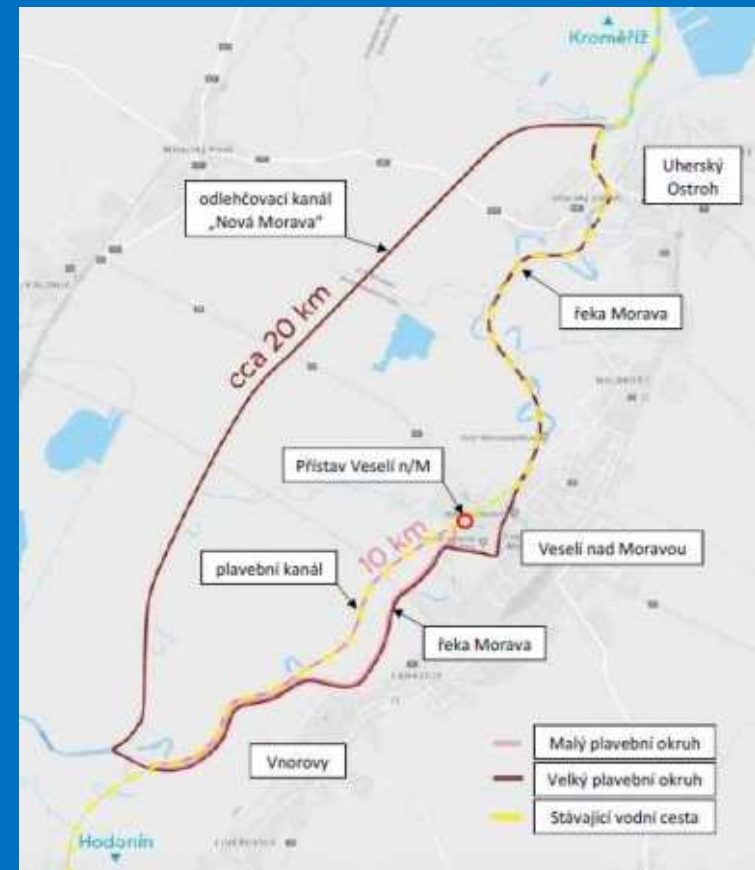 Kroměříž
Uherský
Ostroh
odlehčovací kanál
„Nová Morava"
řeka Morava
cca 20 km
Přístav Veselí n/M
10 km
Veselí nad Moravou
plavební kanál
řeka Morava
Vnorovy
Malý plavební okruh
Velký plavební okruh
Stávající vodní cesta
Hodonín